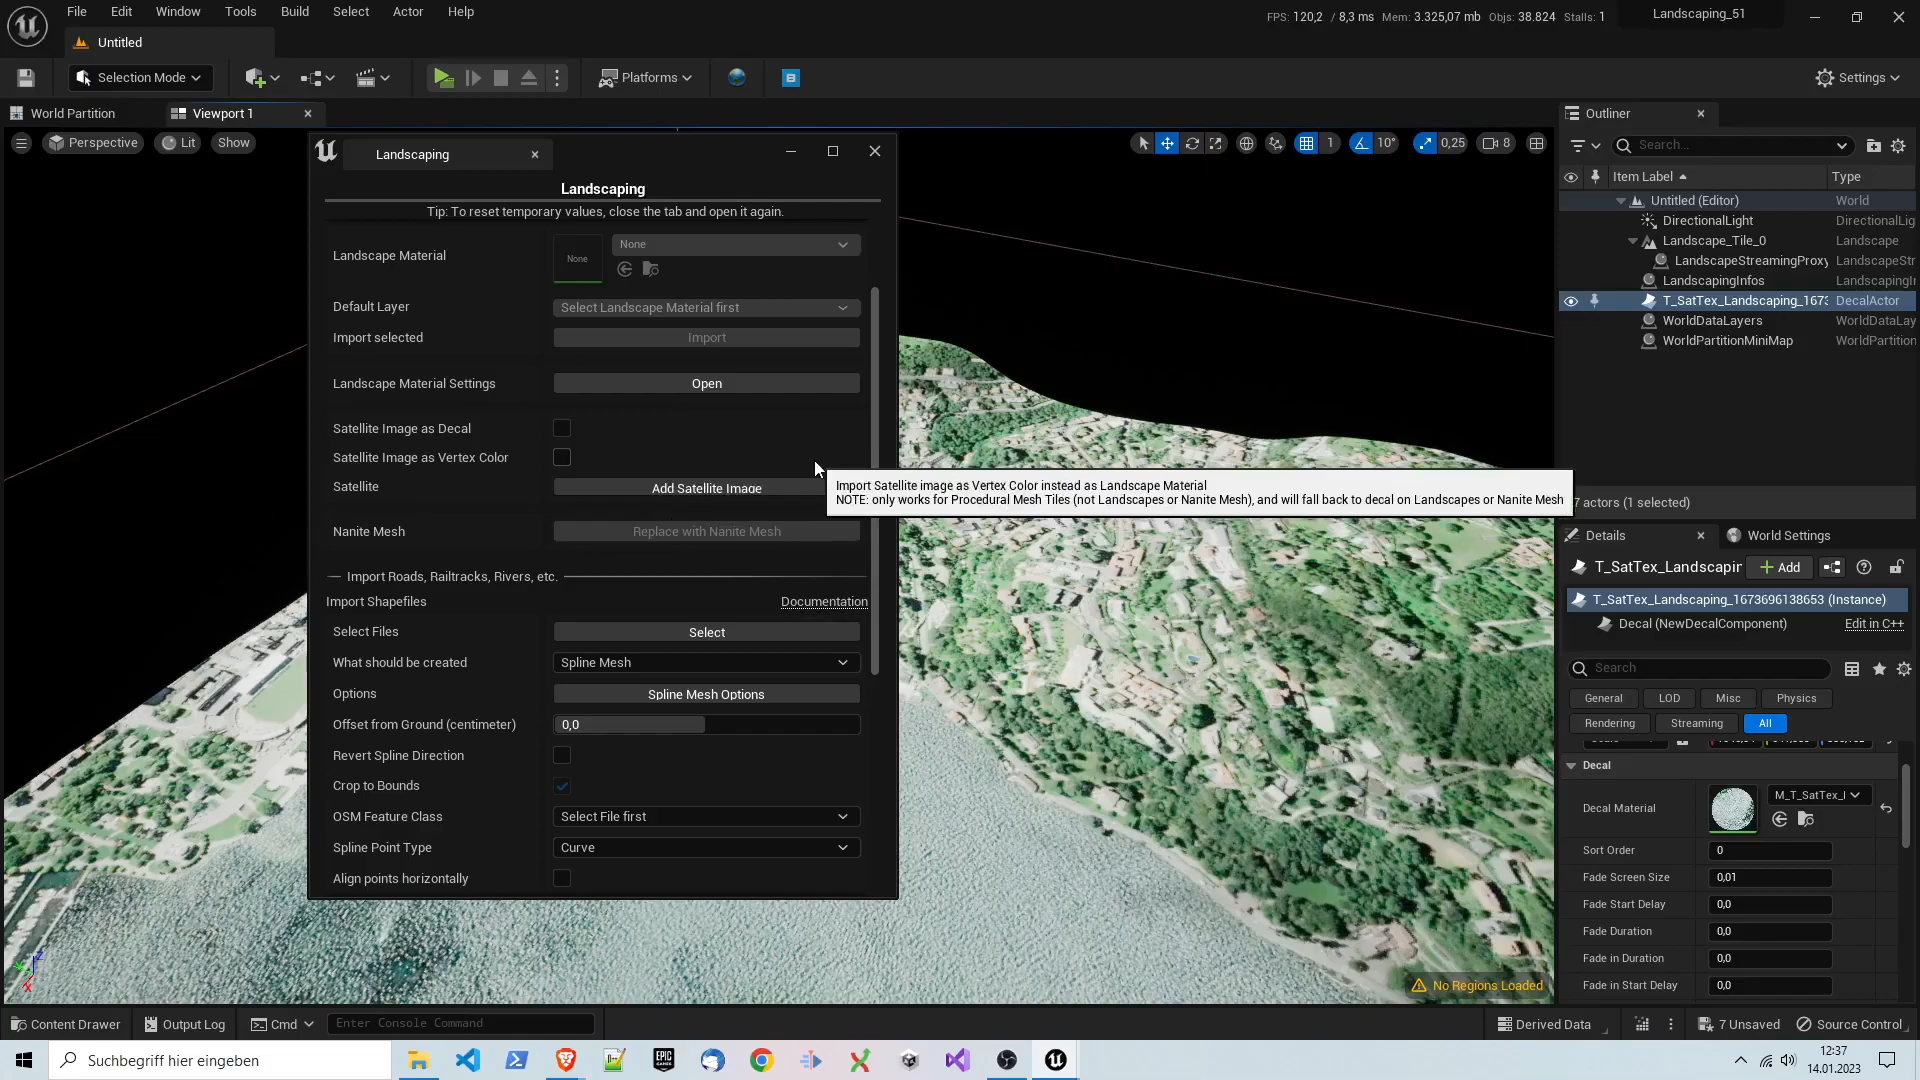 File Edit Window Tools Build Select Actor Help
FPS: 120,2 / 8,3 ms Mem: 3.325,07 mb Objs: 38.824 Stalls: 1
Landscaping_51
Untitled
Selection Mode
Platforms
Settings
World Partition
Viewport 1
Perspective
Lit
Show
1
10°
0,25
8
Landscaping
Landscaping
Tip: To reset temporary values, close the tab and open it again.
Landscape Material
None
None
Default Layer
Select Landscape Material first
Import selected
Import
Landscape Material Settings
Open
Satellite Image as Decal
Satellite Image as Vertex Color
Satellite
Add Satellite Image
Import Satellite image as Vertex Color instead as Landscape Material
NOTE: only works for Procedural Mesh Tiles (not Landscapes or Nanite Mesh), and will fall back to decal on Landscapes or Nanite Mesh
Nanite Mesh
Replace with Nanite Mesh
Import Roads, Railtracks, Rivers, etc.
Import Shapefiles
Documentation
Select Files
Select
What should be created
Spline Mesh
Options
Spline Mesh Options
Offset from Ground (centimeter)
0,0
Revert Spline Direction
Crop to Bounds
OSM Feature Class
Select File first
Spline Point Type
Curve
Align points horizontally
No Regions Loaded
Outliner
Search...
Item Label
Type
Untitled (Editor) World
DirectionalLight DirectionalLig
Landscape_Tile_0 Landscape
LandscapeStreamingProxy LandscapeStr
LandscapingInfos LandscapingIr
T_SatTex_Landscaping_1673 DecalActor
WorldDataLayers WorldDataLay
WorldPartitionMiniMap WorldPartition
7 actors (1 selected)
Details
World Settings
T_SatTex_Landscapir
Add
T_SatTex_Landscaping_1673696138653 (Instance)
Decal (NewDecalComponent)
Edit in C++
Search
General LOD Misc Physics
Rendering Streaming All
Decal
Decal Material
M_T_SatTex_l
Sort Order
0
Fade Screen Size
0,01
Fade Start Delay
0,0
Fade Duration
0,0
Fade in Duration
0,0
Fade in Start Delay
0,0
Content Drawer
Output Log
Cmd
Enter Console Command
Derived Data
7 Unsaved
Source Control
Suchbegriff hier eingeben
12:37
14.01.2023